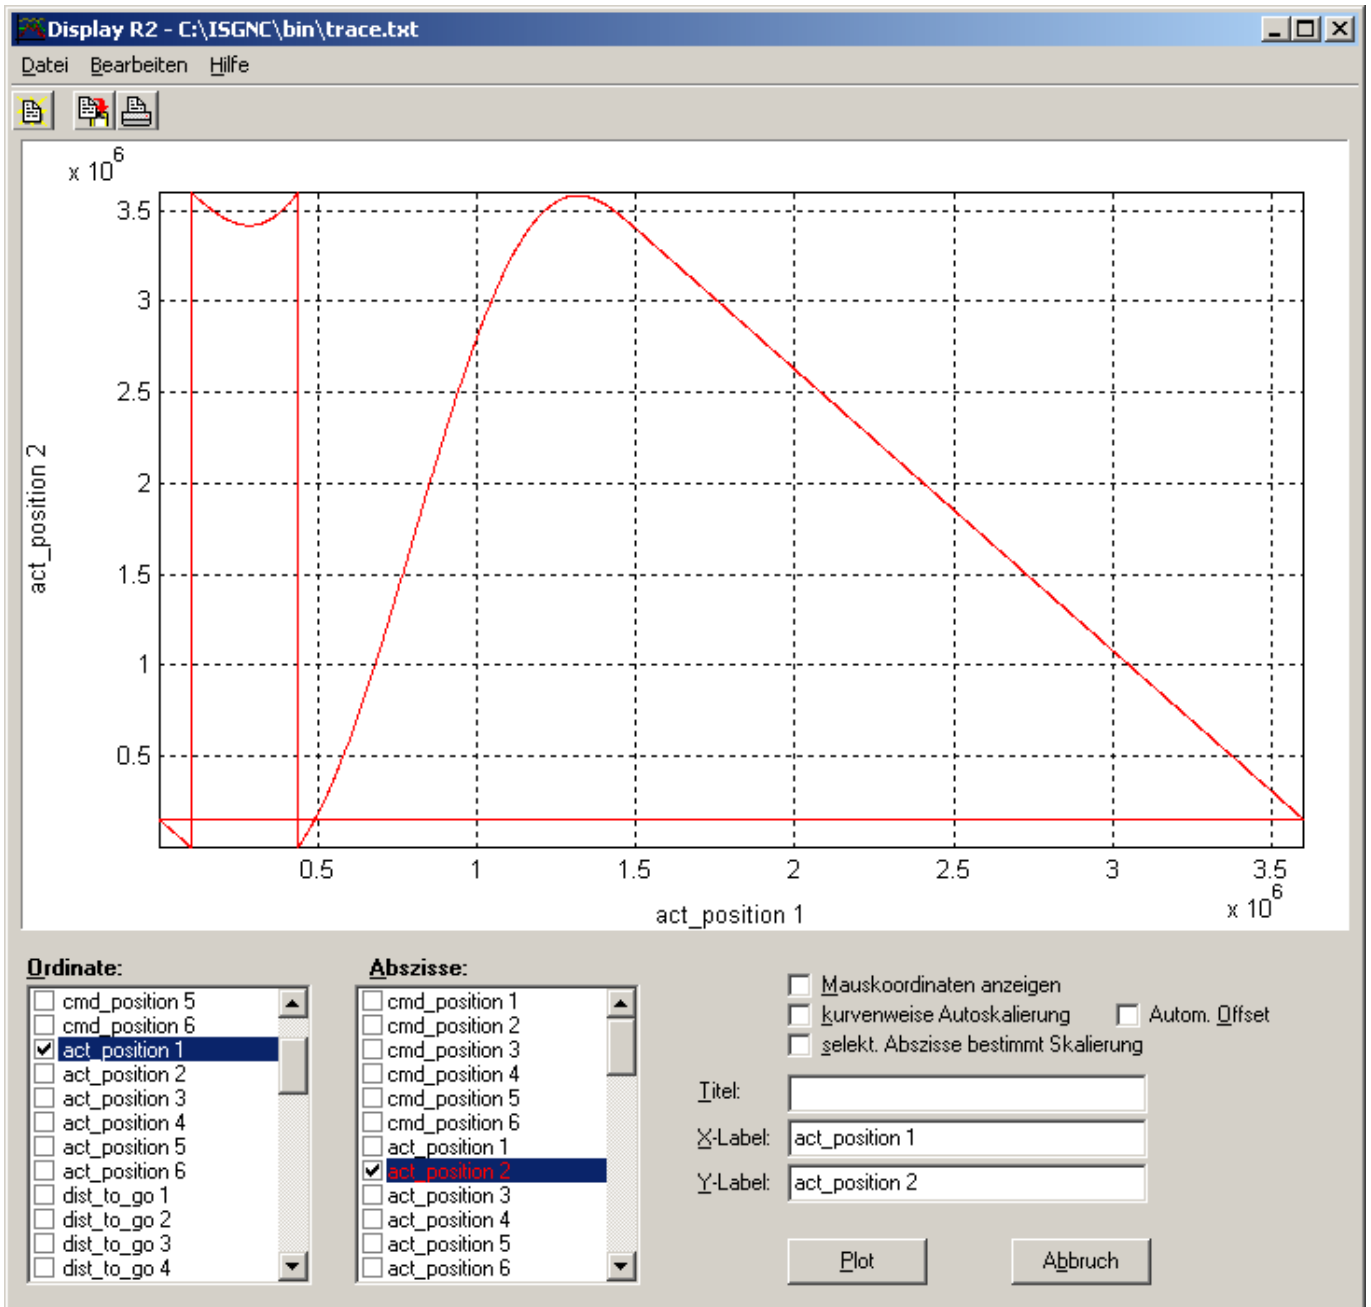 Display R2 - C:\ISGNC\bin\trace.txt
Datei Bearbeiten Hilfe
x 10^6
3.5
3
2.5
2
1.5
1
0.5
act_position 2
0.5 1 1.5 2 2.5 3 3.5
x 10^6
act_position 1
Ordinate:
cmd_position 5
cmd_position 6
act_position 1
act_position 2
act_position 3
act_position 4
act_position 5
act_position 6
dist_to_go 1
dist_to_go 2
dist_to_go 3
dist_to_go 4
Abszisse:
cmd_position 1
cmd_position 2
cmd_position 3
cmd_position 4
cmd_position 5
cmd_position 6
act_position 1
act_position 2
act_position 3
act_position 4
act_position 5
act_position 6
Mauskoordinaten anzeigen
kurvenweise Autoskalierung Autom. Offset
selekt. Abszisse bestimmt Skalierung
Titel:
X-Label: act_position 1
Y-Label: act_position 2
Plot Abbruch